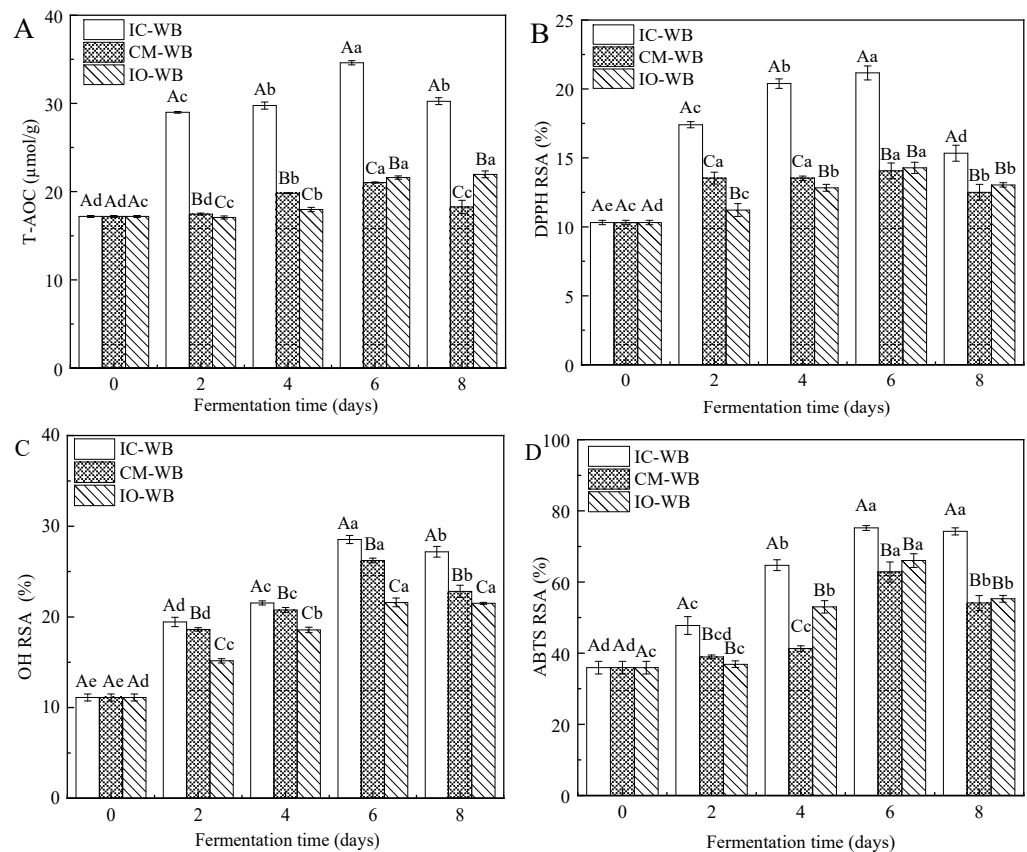 A
IC-WB
CM-WB
IO-WB
40
30
20
10
0
T-AOC (μmol/g)
Ad Ad Ac
Ac
Bd Cc
Ab
Bb
Cb
Aa
Ca Ba
Ab
Cc
Ba
0 2 4 6 8
Fermentation time (days)
B
IC-WB
CM-WB
IO-WB
25
20
15
10
5
0
DPPH RSA (%)
Ae Ac Ad
Ac
Ca
Bc
Ab
Ca
Bb
Aa
Ba Ba
Ad
Bb Bb
0 2 4 6 8
Fermentation time (days)
C
IC-WB
CM-WB
IO-WB
40
30
20
10
0
OH RSA (%)
Ae Ae Ad
Ad
Bd
Cc
Ac
Bc
Cb
Aa
Ba
Ca
Ab
Bb
Ca
0 2 4 6 8
Fermentation time (days)
D
IC-WB
CM-WB
IO-WB
100
80
60
40
20
0
ABTS RSA (%)
Ad Ad Ac
Ac
Bcd
Bc
Ab
Cc
Bb
Aa
Ba Ba
Aa
Bb Bb
0 2 4 6 8
Fermentation time (days)